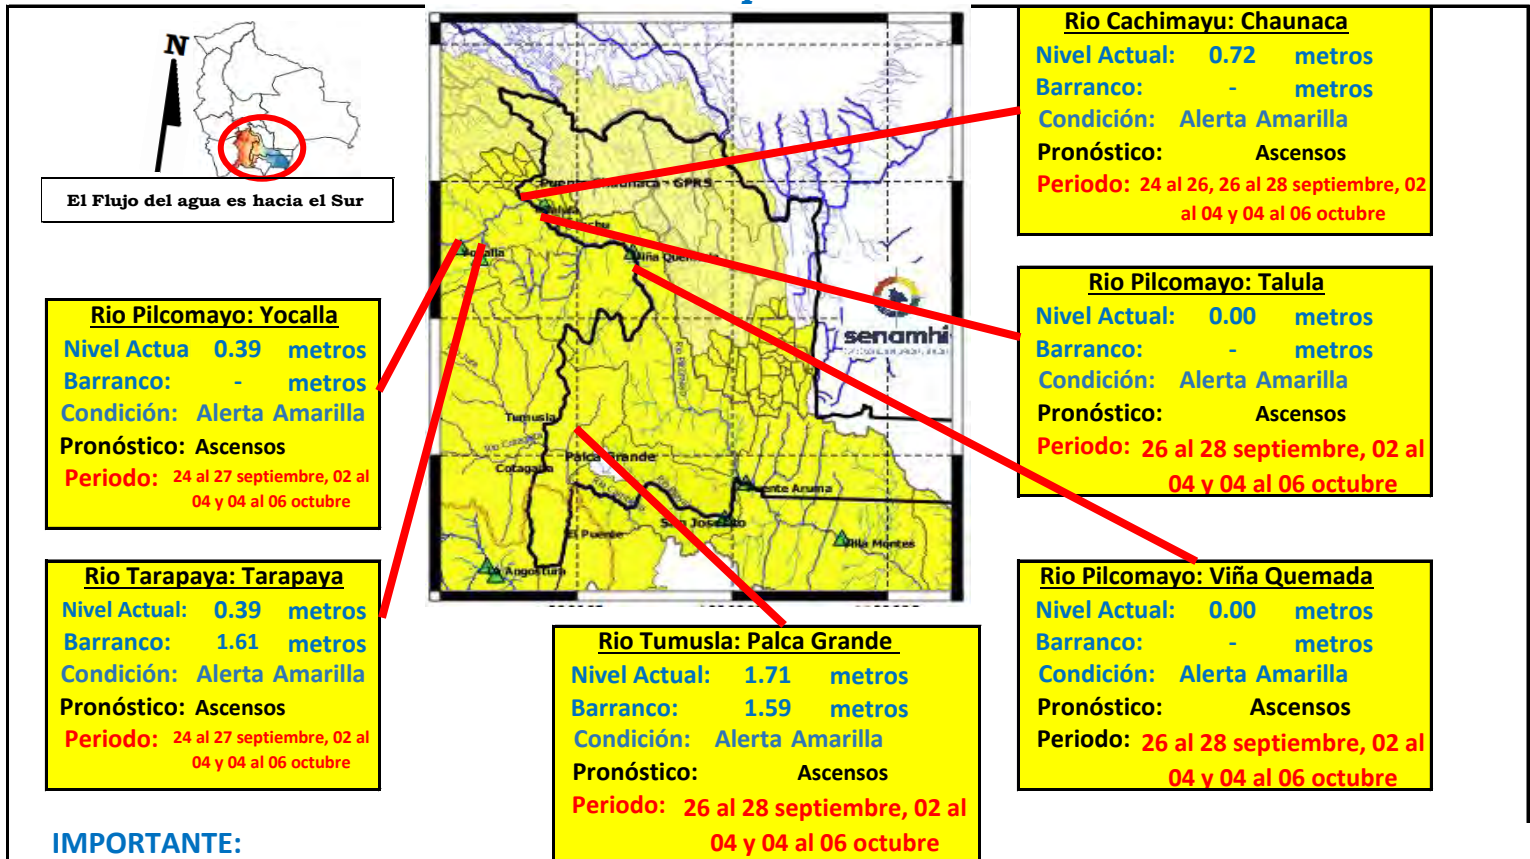 N
El Flujo del agua es hacia el Sur
Rio Pilcomayo: Yocalla
Nivel Actua 0.39 metros
Barranco: - metros
Condición: Alerta Amarilla
Pronóstico: Ascensos
Periodo: 24 al 27 septiembre, 02 al
04 y 04 al 06 octubre
Rio Tarapaya: Tarapaya
Nivel Actual: 0.39 metros
Barranco: 1.61 metros
Condición: Alerta Amarilla
Pronóstico: Ascensos
Periodo: 24 al 27 septiembre, 02 al
04 y 04 al 06 octubre
IMPORTANTE:
Puente Chaunaca - GPRS
Viña Quemada
senamhi
Tumusla
Cotagaita
Palca Grande
San Josecito
El Puente
Villa Montes
Angostura
Rio Tumusla: Palca Grande
Nivel Actual: 1.71 metros
Barranco: 1.59 metros
Condición: Alerta Amarilla
Pronóstico: Ascensos
Periodo: 26 al 28 septiembre, 02 al
04 y 04 al 06 octubre
Rio Cachimayu: Chaunaca
Nivel Actual: 0.72 metros
Barranco: - metros
Condición: Alerta Amarilla
Pronóstico: Ascensos
Periodo: 24 al 26, 26 al 28 septiembre, 02
al 04 y 04 al 06 octubre
Rio Pilcomayo: Talula
Nivel Actual: 0.00 metros
Barranco: - metros
Condición: Alerta Amarilla
Pronóstico: Ascensos
Periodo: 26 al 28 septiembre, 02 al
04 y 04 al 06 octubre
Rio Pilcomayo: Viña Quemada
Nivel Actual: 0.00 metros
Barranco: - metros
Condición: Alerta Amarilla
Pronóstico: Ascensos
Periodo: 26 al 28 septiembre, 02 al
04 y 04 al 06 octubre